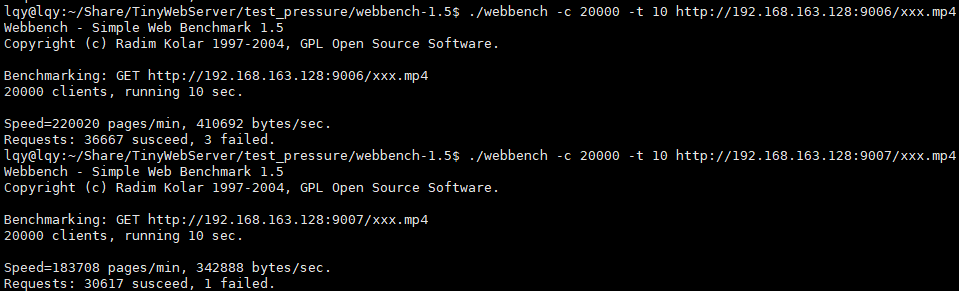 lqy@lqy:~/Share/TinyWebServer/test_pressure/webbench-1.5$ ./webbench -c 20000 -t 10 http://192.168.163.128:9006/xxx.mp4
Webbench - Simple Web Benchmark 1.5
Copyright (c) Radim Kolar 1997-2004, GPL Open Source Software.
Benchmarking: GET http://192.168.163.128:9006/xxx.mp4
20000 clients, running 10 sec.
Speed=220020 pages/min, 410692 bytes/sec.
Requests: 36667 susceed, 3 failed.
lqy@lqy:~/Share/TinyWebServer/test_pressure/webbench-1.5$ ./webbench -c 20000 -t 10 http://192.168.163.128:9007/xxx.mp4
Webbench - Simple Web Benchmark 1.5
Copyright (c) Radim Kolar 1997-2004, GPL Open Source Software.
Benchmarking: GET http://192.168.163.128:9007/xxx.mp4
20000 clients, running 10 sec.
Speed=183708 pages/min, 342888 bytes/sec.
Requests: 30617 susceed, 1 failed.